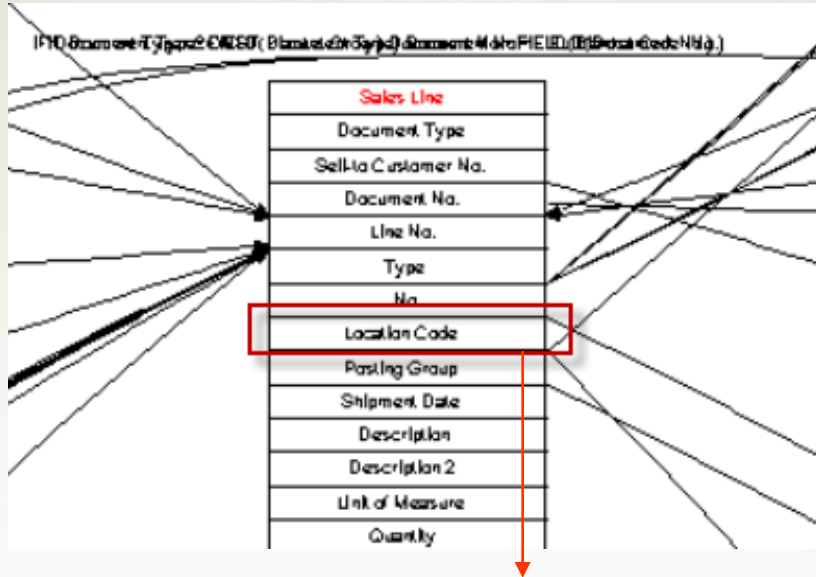 Sales Line
Document Type
Sell-to Customer No.
Document No.
Line No.
Type
No.
Location Code
Posting Group
Shipment Date
Description
Description 2
Unit of Measure
Quantity